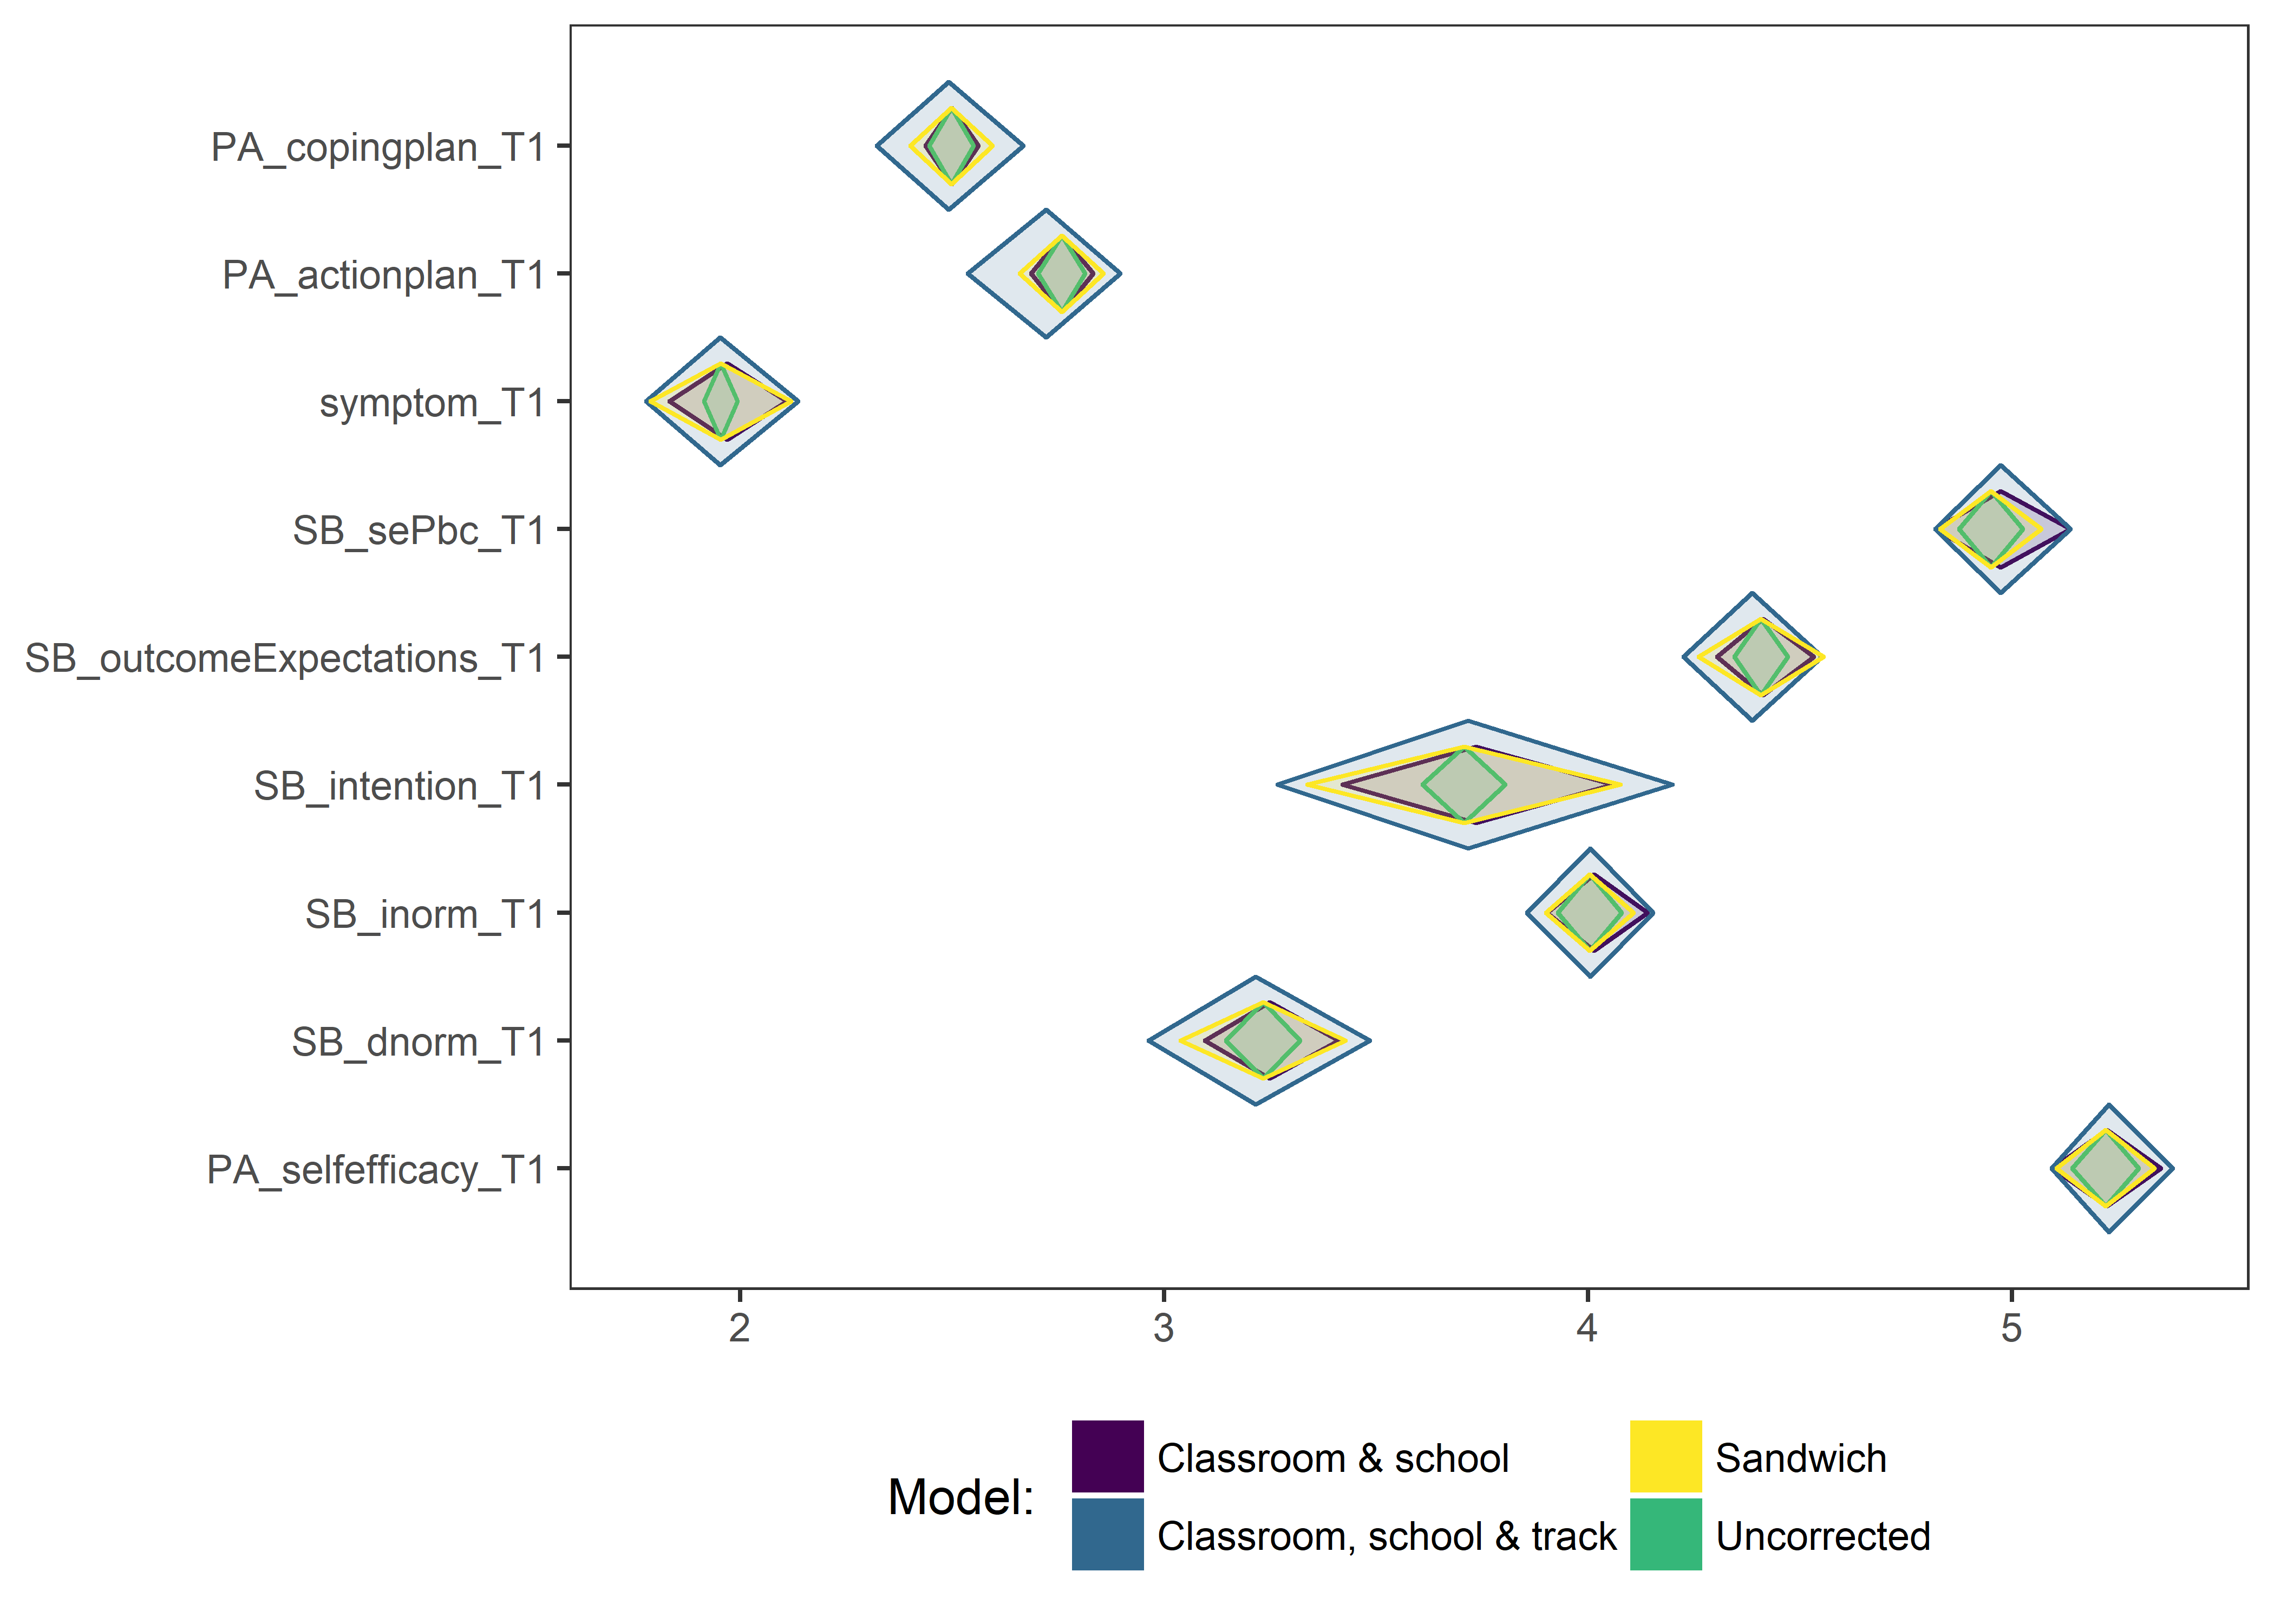 PA_copingplan_T1
PA_actionplan_T1
symptom_T1
SB_sePbc_T1
SB_outcomeExpectations_T1
SB_intention_T1
SB_inorm_T1
SB_dnorm_T1
PA_selfefficacy_T1
2 3 4 5
Model:
Classroom & school Sandwich
Classroom, school & track Uncorrected